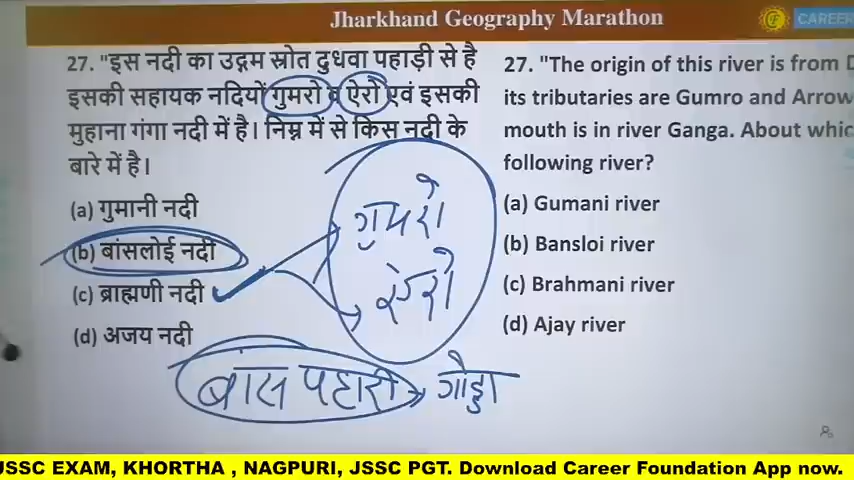 Jharkhand Geography Marathon
CAREER
27. "इस नदी का उद्गम स्रोत दुधवा पहाड़ी से है
इसकी सहायक नदियों गुमरो व ऐरो एवं इसकी
मुहाना गंगा नदी में है। निम्न में से किस नदी के
बारे में है।
(a) गुमानी नदी
(b) बांसलोई नदी
(c) ब्राह्मणी नदी
(d) अजय नदी
गुमरो
ऐरो
बांस पहारी → गोड्डा
27. "The origin of this river is from D
its tributaries are Gumro and Arrow
mouth is in river Ganga. About whic
following river?
(a) Gumani river
(b) Bansloi river
(c) Brahmani river
(d) Ajay river
JSSC EXAM, KHORTHA , NAGPURI, JSSC PGT. Download Career Foundation App now.